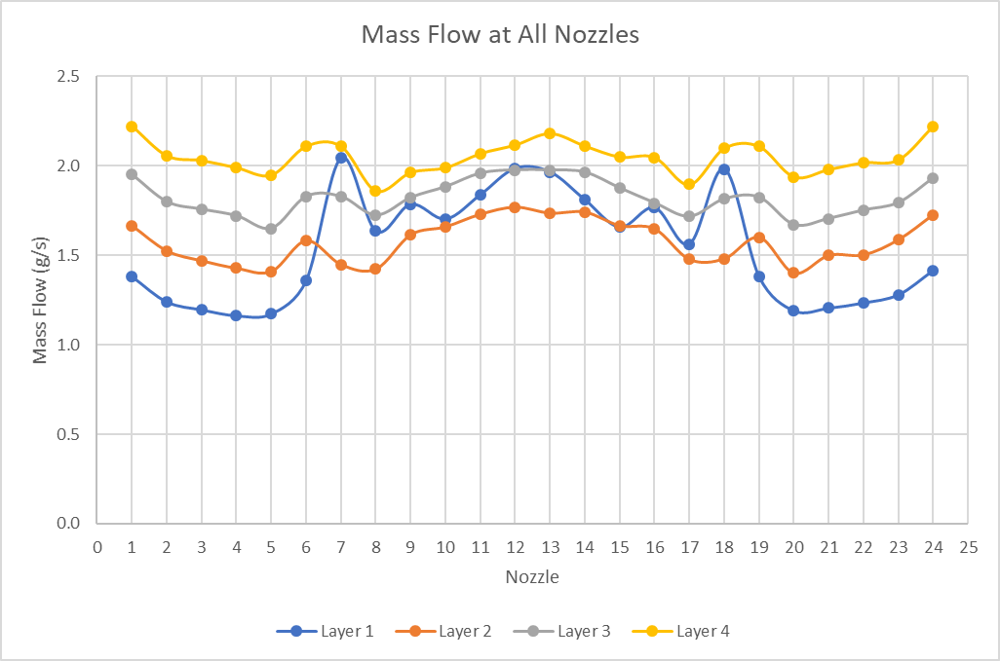 Mass Flow at All Nozzles
2.5
2.0
1.5
1.0
0.5
0.0
Mass Flow (g/s)
0 1 2 3 4 5 6 7 8 9 10 11 12 13 14 15 16 17 18 19 20 21 22 23 24 25
Nozzle
Layer 1 Layer 2 Layer 3 Layer 4